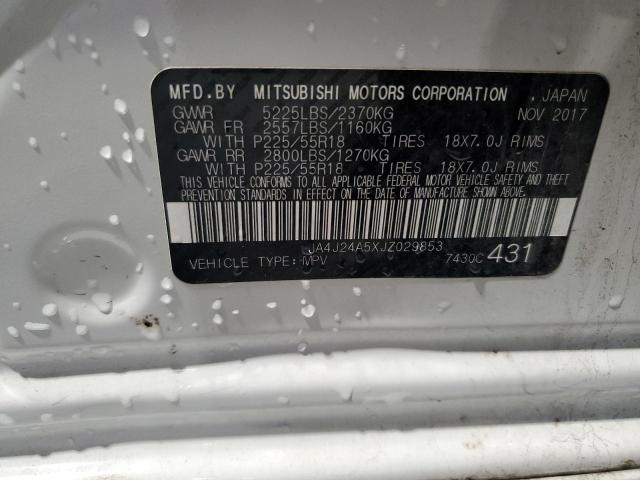 MFD.BY MITSUBISHI MOTORS CORPORATION , JAPAN
GVWR 5225LBS/2370KG NOV 2017
GAWR FR 2557LBS/1160KG
WITH P225/55R18 TIRES 18X7.0J RIMS
GAWR RR 2800LBS/1270KG
WITH P225/55R18 TIRES 18X7.0J RIMS
THIS VEHICLE CONFORMS TO ALL APPLICABLE FEDERAL MOTOR VEHICLE SAFETY AND THEFT
PREVENTION STANDARDS IN EFFECT ON THE DATE OF MANUFACTURE SHOWN ABOVE.
JA4J24A5XJZ029853
VEHICLE TYPE: MPV 7430C 431